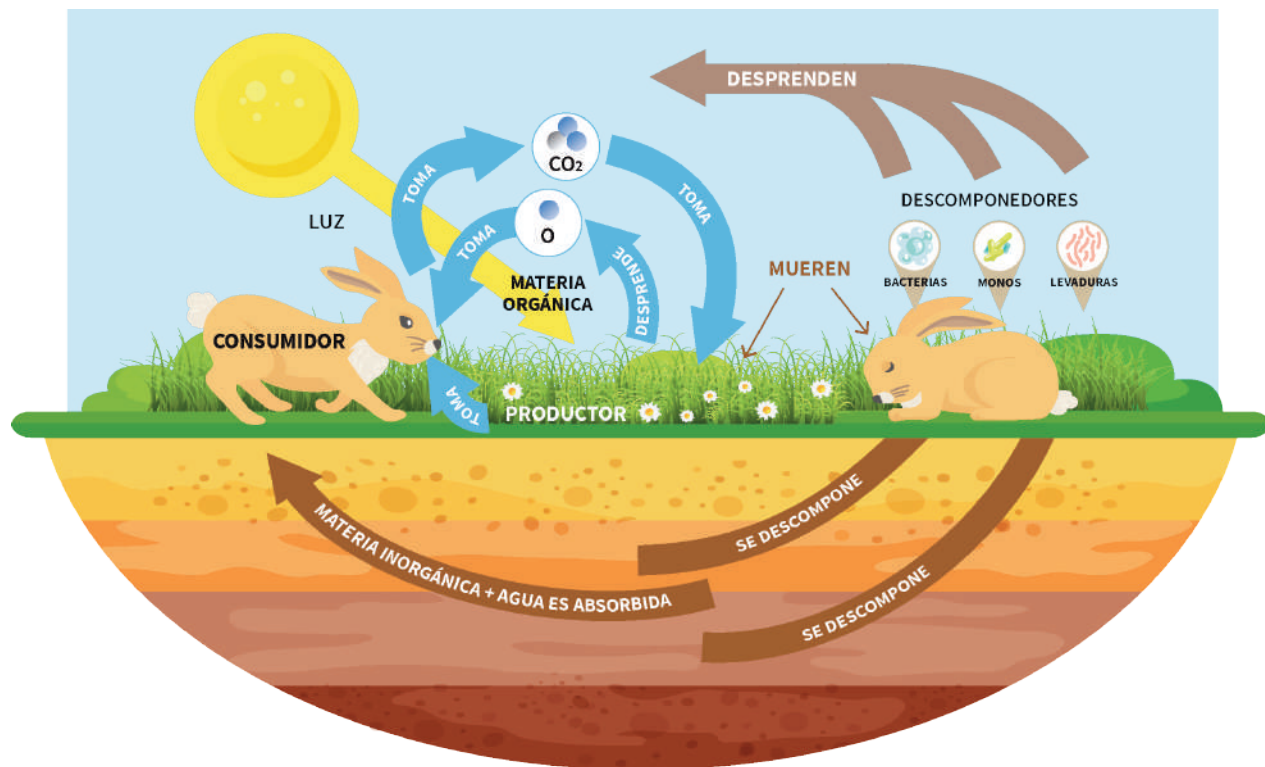 DESPRENDEN
CO2
TOMA
TOMA
LUZ
TOMA
O
DESPRENDE
MATERIA
ORGÁNICA
DESCOMPONEDORES
MUEREN
BACTERIAS
MONOS
LEVADURAS
CONSUMIDOR
TOMA
PRODUCTOR
SE DESCOMPONE
MATERIA INORGÁNICA + AGUA ES ABSORBIDA
SE DESCOMPONE